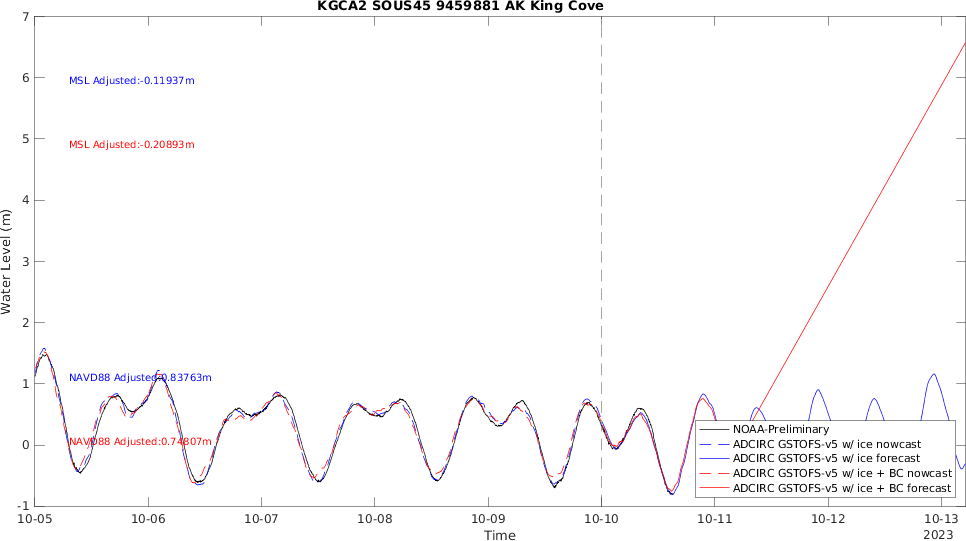 KGCA2 SOUS45 9459881 AK King Cove
Water Level (m)
7
6
5
4
3
2
1
0
-1
MSL Adjusted:-0.11937m
MSL Adjusted:-0.20893m
NAVD88 Adjusted:0.83763m
NAVD88 Adjusted:0.74807m
NOAA-Preliminary
ADCIRC GSTOFS-v5 w/ ice nowcast
ADCIRC GSTOFS-v5 w/ ice forecast
ADCIRC GSTOFS-v5 w/ ice + BC nowcast
ADCIRC GSTOFS-v5 w/ ice + BC forecast
10-05 10-06 10-07 10-08 10-09 10-10 10-11 10-12 10-13
Time
2023